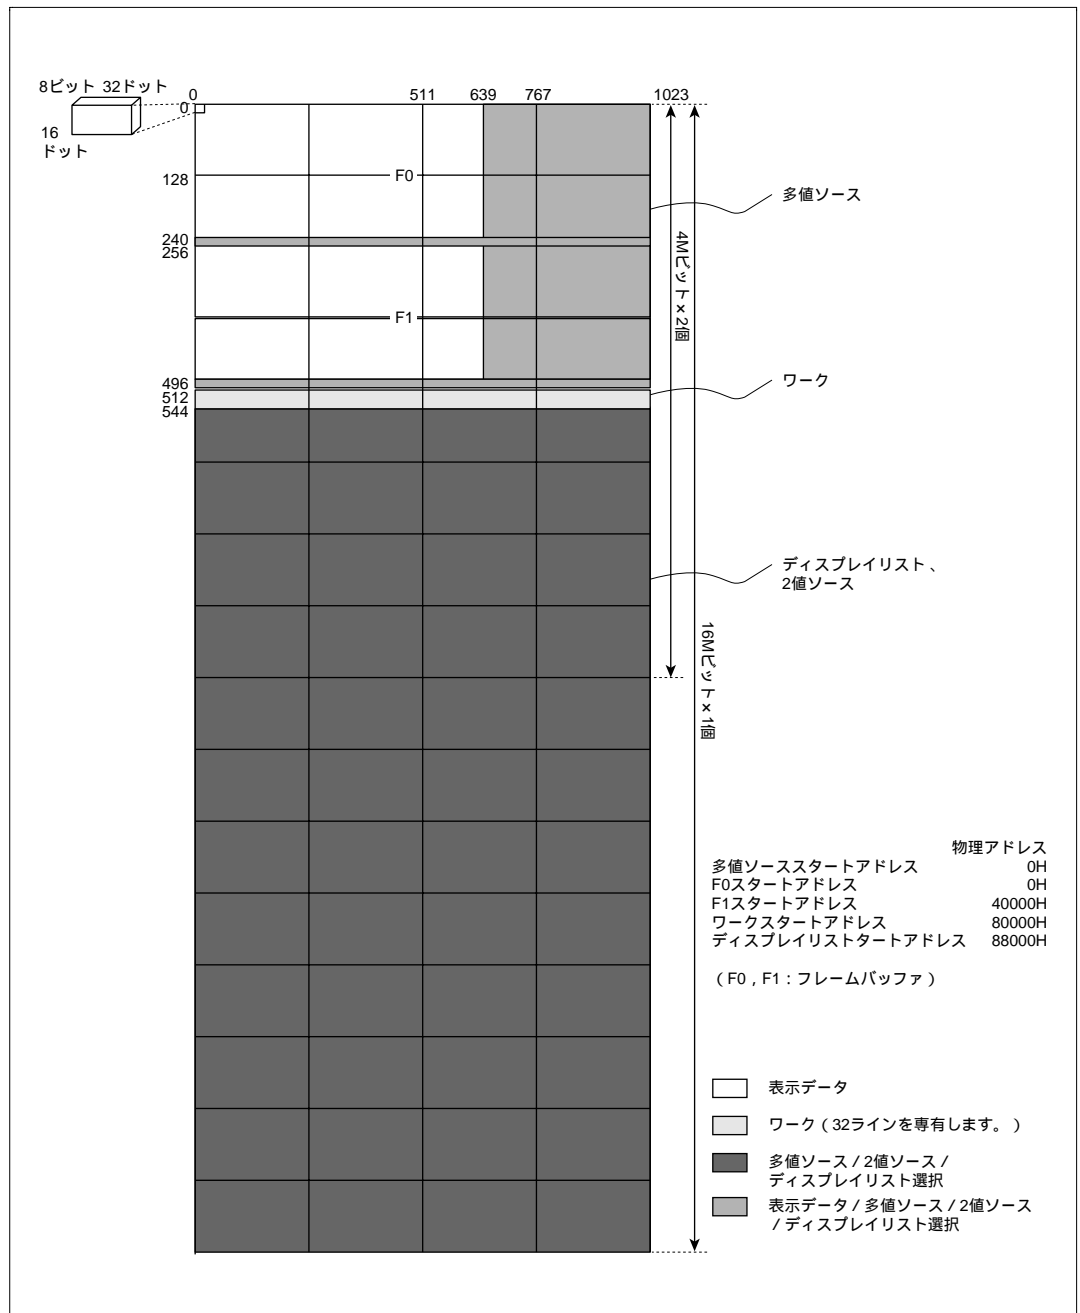 8ビット 32ドット
0
511
639
767
1023
0
16
ドット
128
F0
多値ソース
240
256
4Mビット×2個
F1
ワーク
496
512
544
ディスプレイリスト、
2値ソース
16Mビット×1個
物理アドレス
多値ソーススタートアドレス 0H
F0スタートアドレス 0H
F1スタートアドレス 40000H
ワークスタートアドレス 80000H
ディスプレイリストスタートアドレス 88000H
（F0，F1：フレームバッファ）
表示データ
ワーク（32ラインを専有します。）
多値ソース／2値ソース／
ディスプレイリスト選択
表示データ／多値ソース／2値ソース
／ディスプレイリスト選択